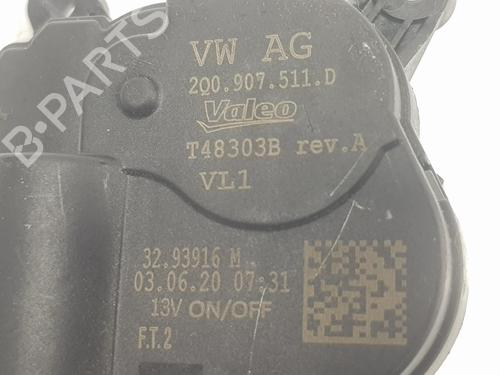 VW AG
2Q0.907.511.D
Valeo
T48303B rev.A
VL1
32.93916 M
03.06.20 07:31
13V ON/OFF
F.T.2